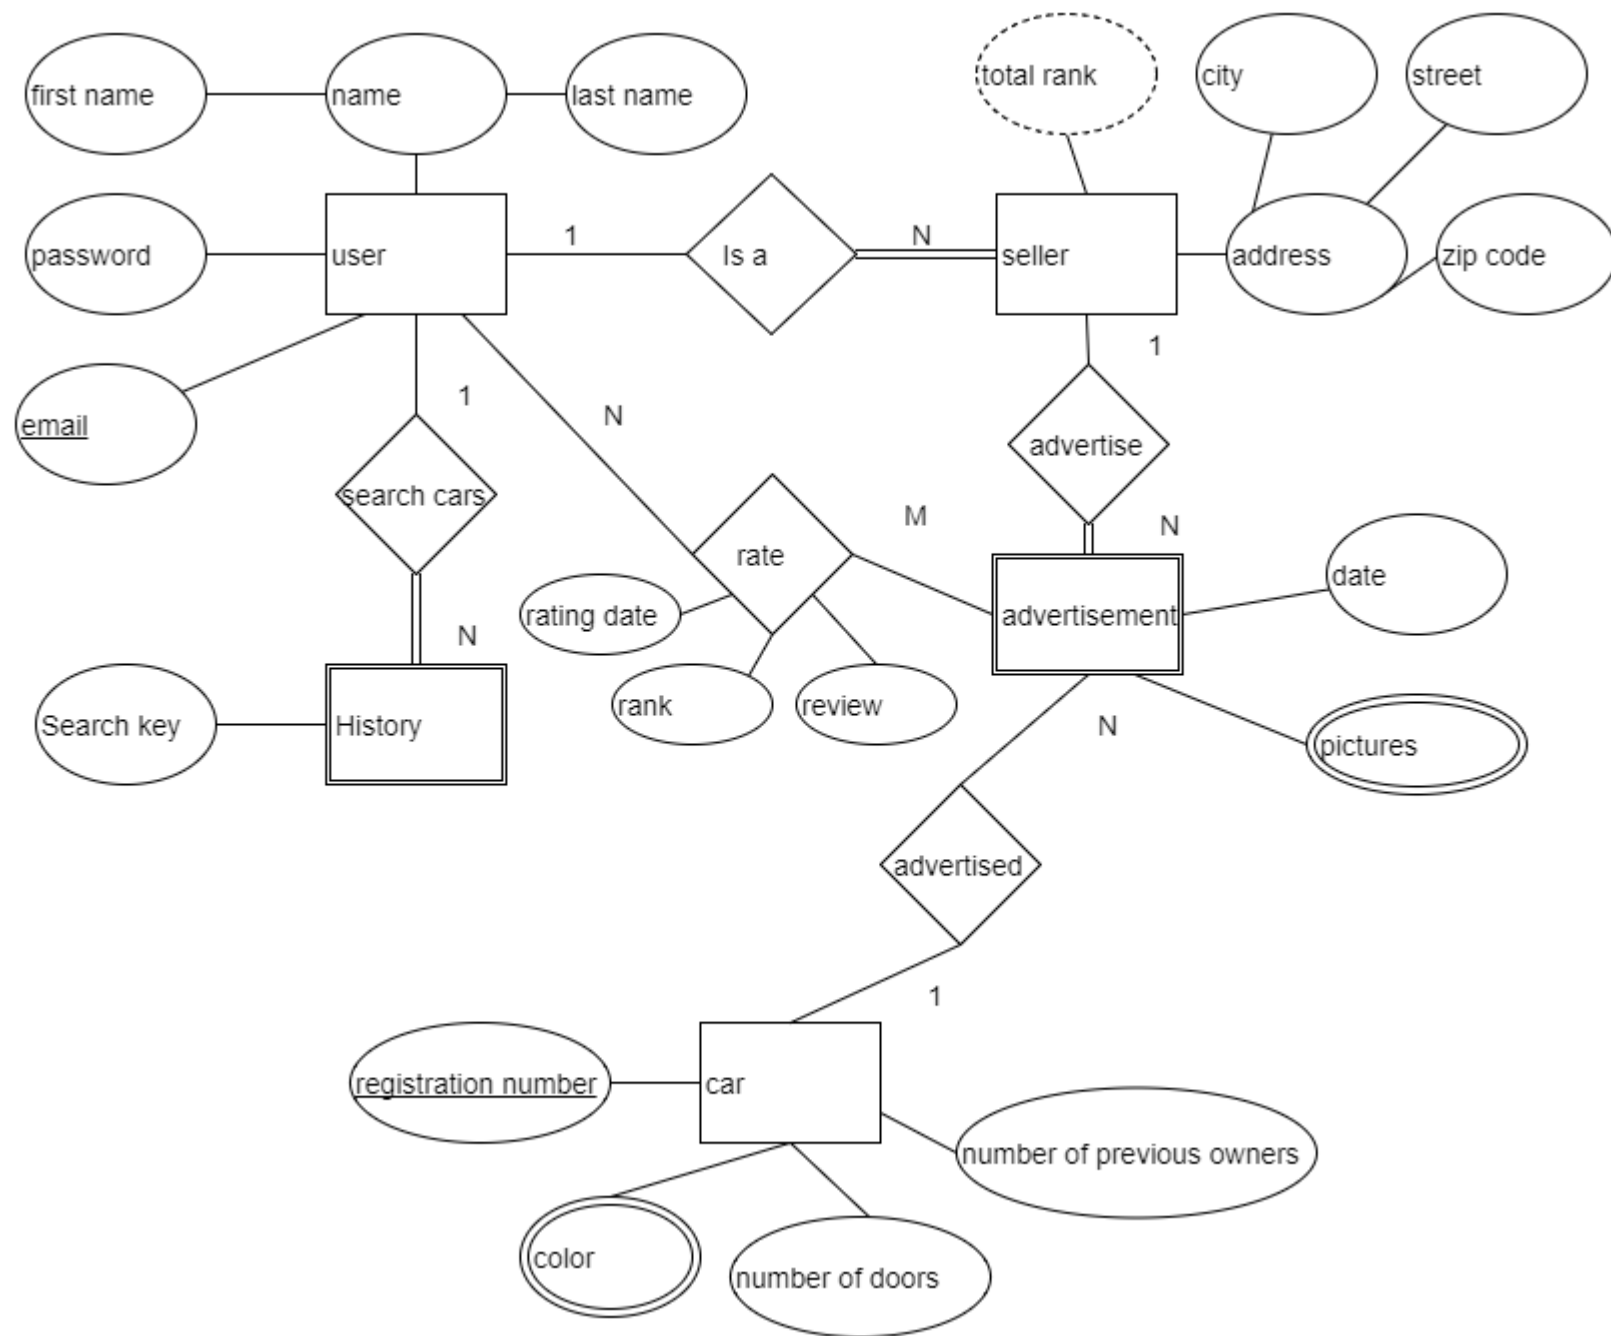 total rank
city
street
first name
name
last name
password
user
1
Is a
N
seller
address
zip code
1
email
1
N
advertise
search cars
M
N
rate
date
rating date
advertisement
N
rank
review
Search key
History
N
pictures
advertised
1
registration number
car
number of previous owners
color
number of doors